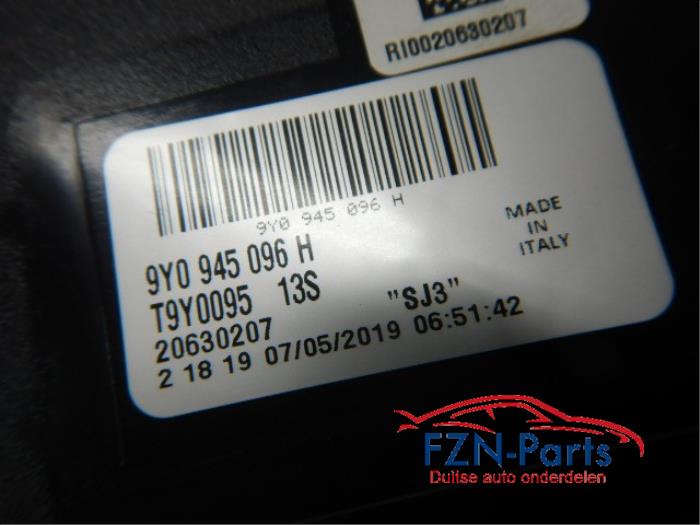 RI0020630207
9Y0 945 096 H
9Y0 945 096 H
T9Y0095 13S "SJ3"
20630207
2 18 19 07/05/2019 06:51:42
MADE
IN
ITALY
FZN-Parts
Duitse auto onderdelen